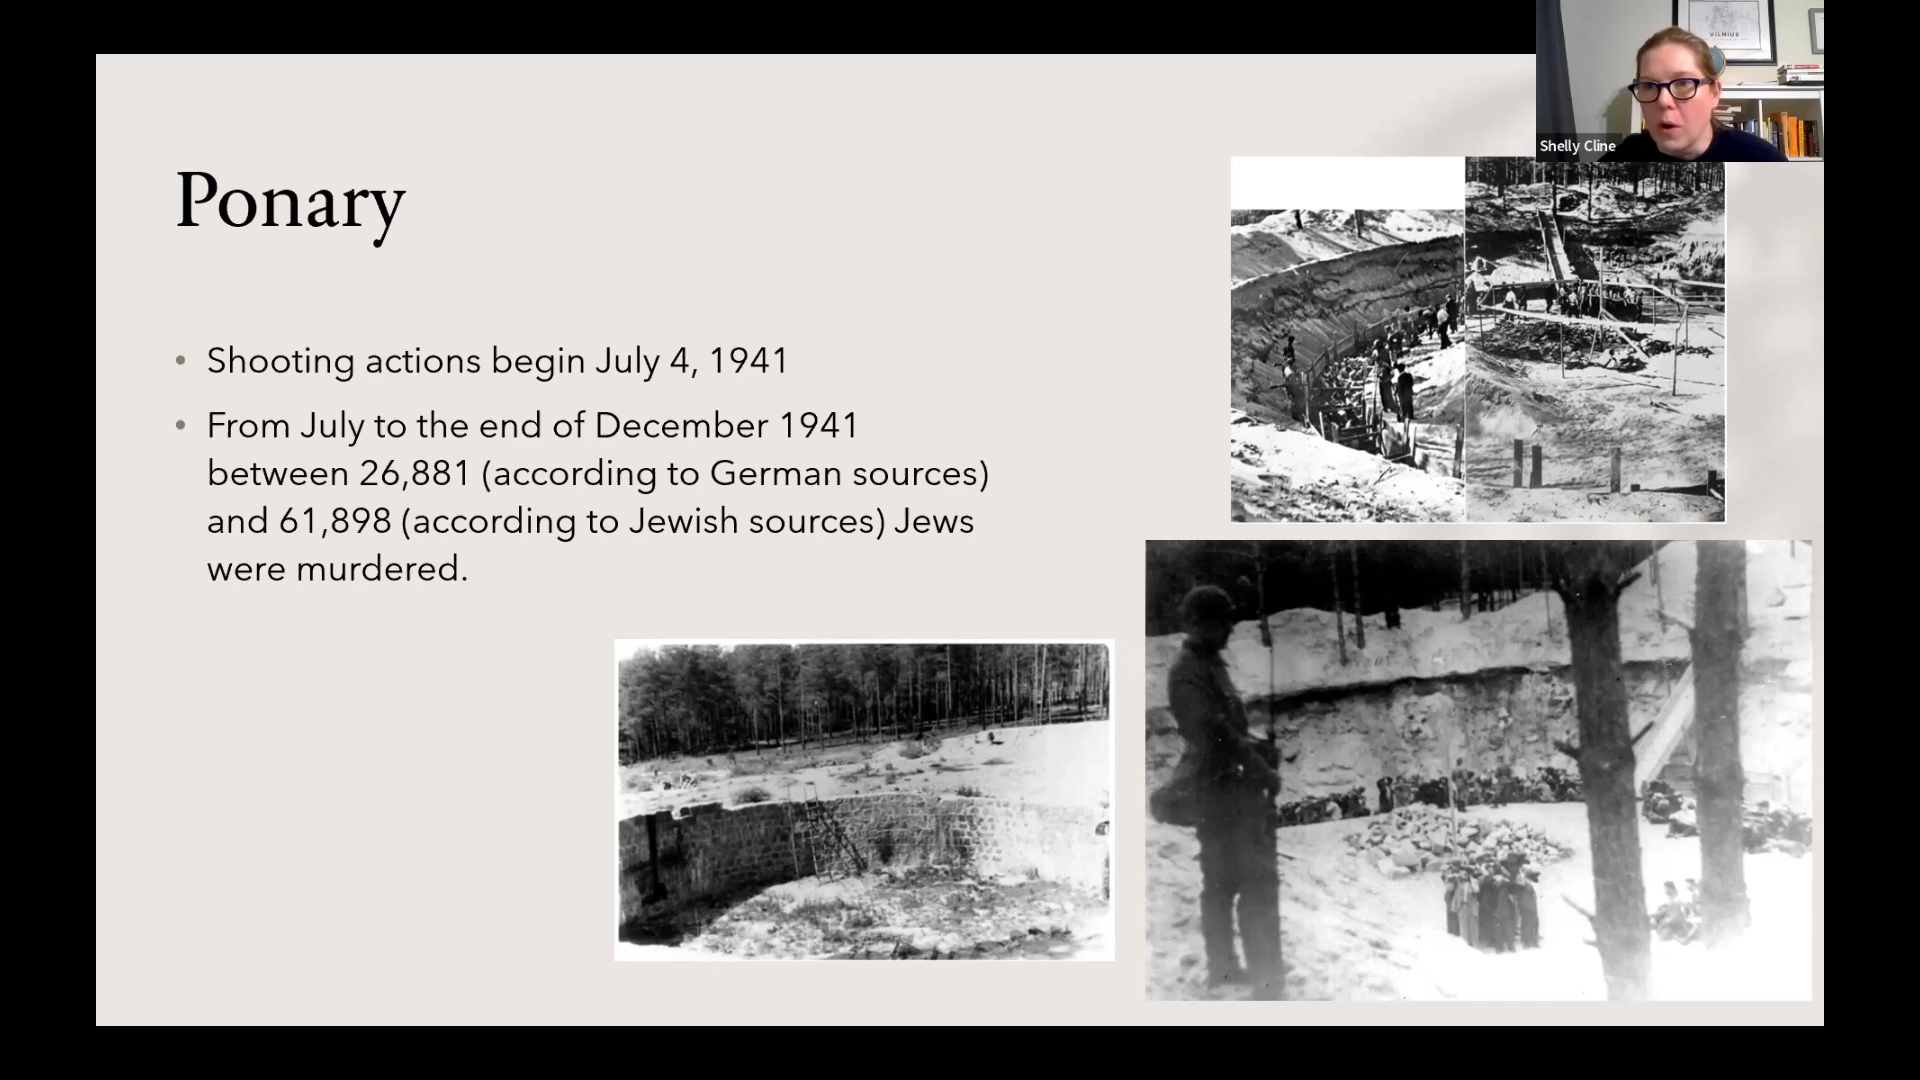 VILNIUS
Shelly Cline
Ponary
• Shooting actions begin July 4, 1941
• From July to the end of December 1941
between 26,881 (according to German sources)
and 61,898 (according to Jewish sources) Jews
were murdered.